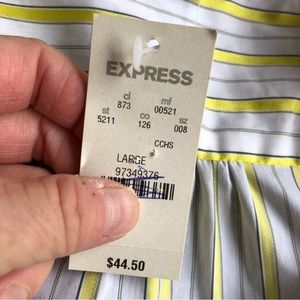 EXPRESS
cl mf
873 00521
st co sz
5211 126 008
CCHS
LARGE
97349376
$44.50